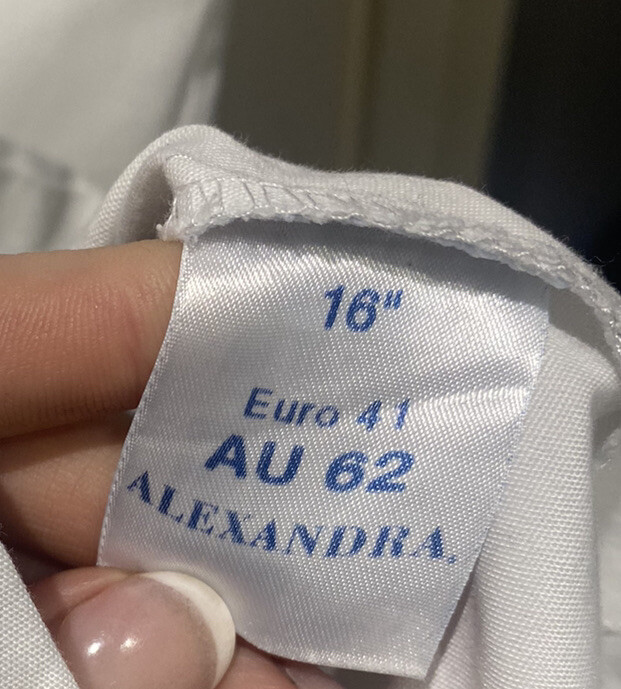 16"
Euro 41
AU 62
ALEXANDRA.